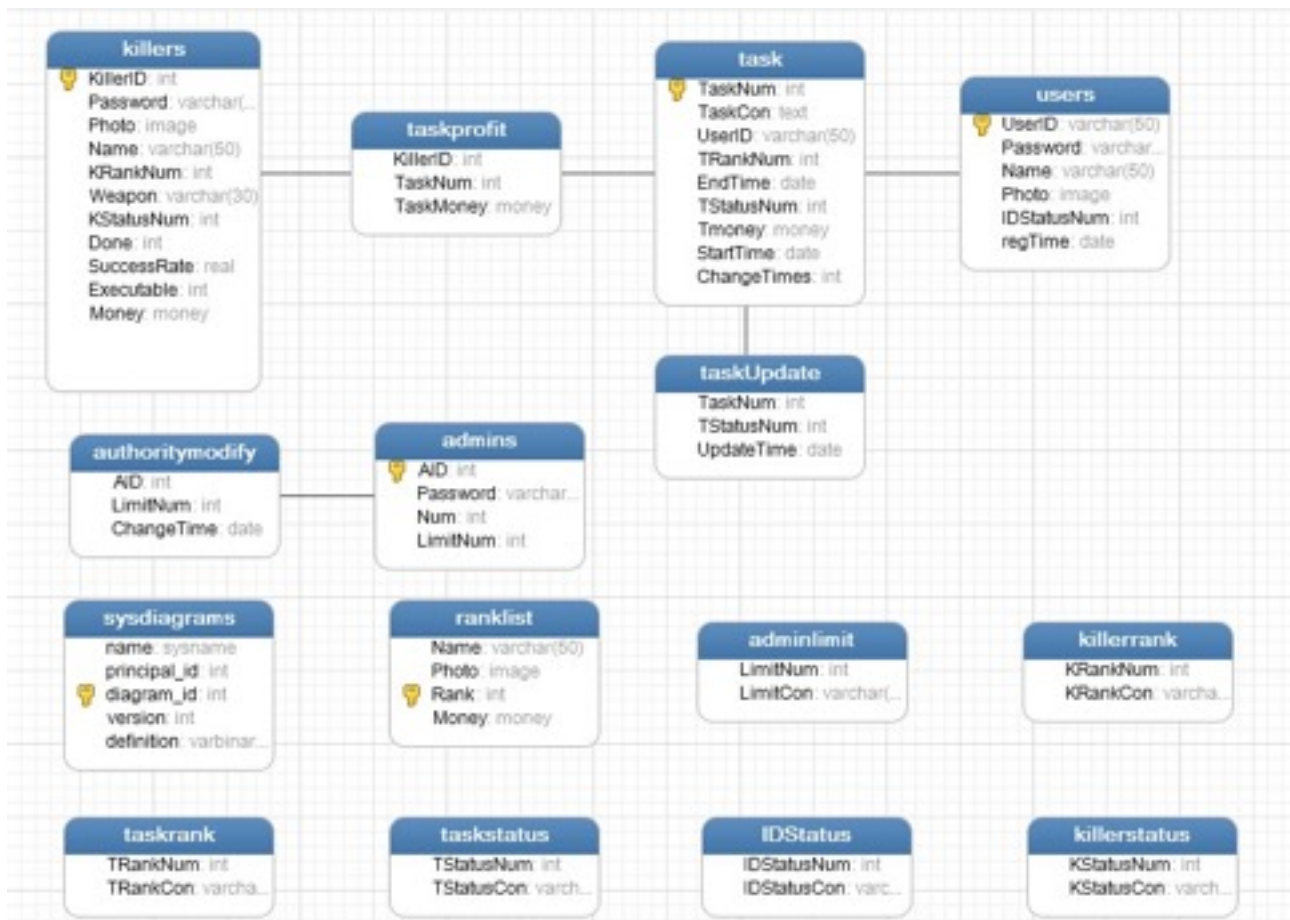 killers
KillerID: int
Password: varchar(...
Photo: image
Name: varchar(50)
KRankNum: int
Weapon: varchar(30)
KStatusNum: int
Done: int
SuccessRate: real
Executable: int
Money: money
taskprofit
KillerID: int
TaskNum: int
TaskMoney: money
task
TaskNum: int
TaskCon: text
UserID: varchar(50)
TRankNum: int
EndTime: date
TStatusNum: int
Tmoney: money
StartTime: date
ChangeTimes: int
users
UserID: varchar(50)
Password: varchar...
Name: varchar(50)
Photo: image
IDStatusNum: int
regTime: date
taskUpdate
TaskNum: int
TStatusNum: int
UpdateTime: date
authoritymodify
AID: int
LimitNum: int
ChangeTime: date
admins
AID: int
Password: varchar...
Num: int
LimitNum: int
sysdiagrams
name: sysname
principal_id: int
diagram_id: int
version: int
definition: varbinar...
ranklist
Name: varchar(50)
Photo: image
Rank: int
Money: money
adminlimit
LimitNum: int
LimitCon: varchar(...
killerrank
KRankNum: int
KRankCon: varcha...
taskrank
TRankNum: int
TRankCon: varcha...
taskstatus
TStatusNum: int
TStatusCon: varch...
IDStatus
IDStatusNum: int
IDStatusCon: varc...
killerstatus
KStatusNum: int
KStatusCon: varch...